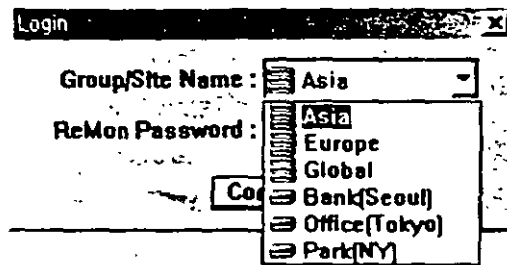 Login
Group/Site Name : Asia
ReMon Password :
Asia
Europe
Global
Bank(Seoul)
Office(Tokyo)
Park(NY)